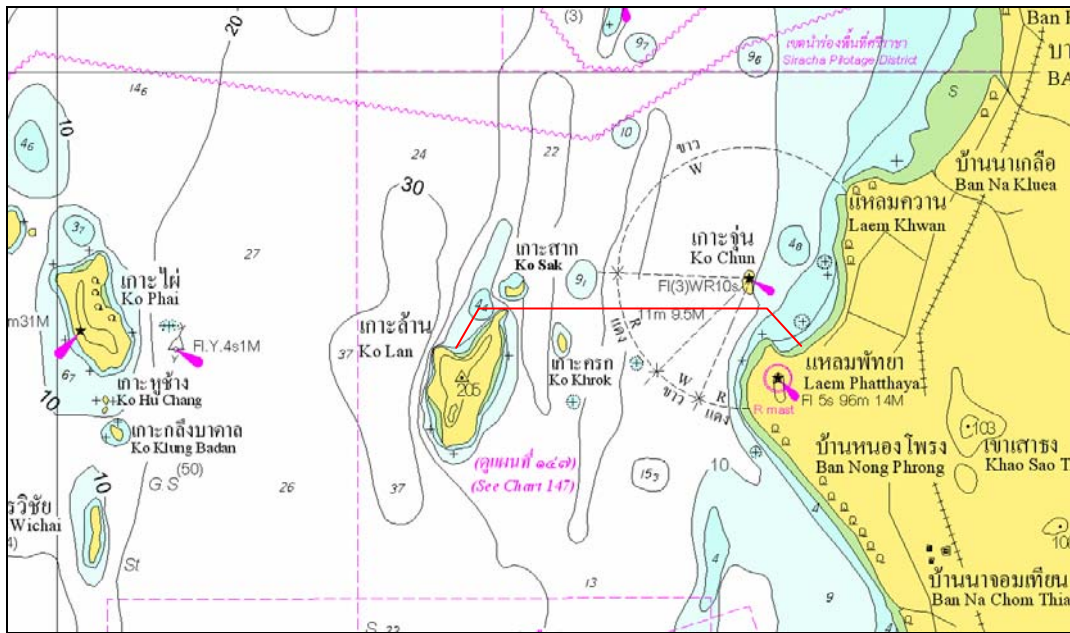 20
(3)
9₇
9₆
เขตนำร่องพื้นที่ศรีราชา
Siracha Pilotage District
Ban
บา
BA
14₆
10
4₆
S
24
22
10
ขาว
W
บ้านนาเกลือ
Ban Na Kluea
30
แหลมควาน
Laem Khwan
3₁
27
เกาะสาก
Ko Sak
เกาะจุ่น
Ko Chun
4₈
เกาะไผ่
Ko Phai
9₁
Fl(3)WR10s
11m 9.5M
m31M
4₄
เกาะล้าน
Ko Lan
37
R
แดง
Fl.Y.4s1M
Y
6₇
เกาะครก
Ko Khrok
แหลมพัทยา
Laem Phatthaya
Fl 5s 96m 14M
R mast
เกาะหูช้าง
Ko Hu Chang
205
W
ขาว
R
แดง
10
เกาะกลึงบาดาล
Ko Klung Badan
103
เขาเสาธง
Khao Sao T
บ้านหนองโพรง
Ban Nong Phrong
(50)
10
G.S
26
37
(ดูแผนที่ ๑๔๗)
(See Chart 147)
15₃
10
4
รวิชัย
Wichai
4)
St
13
4
9
บ้านนาจอมเทียน
Ban Na Chom Thia
4
S